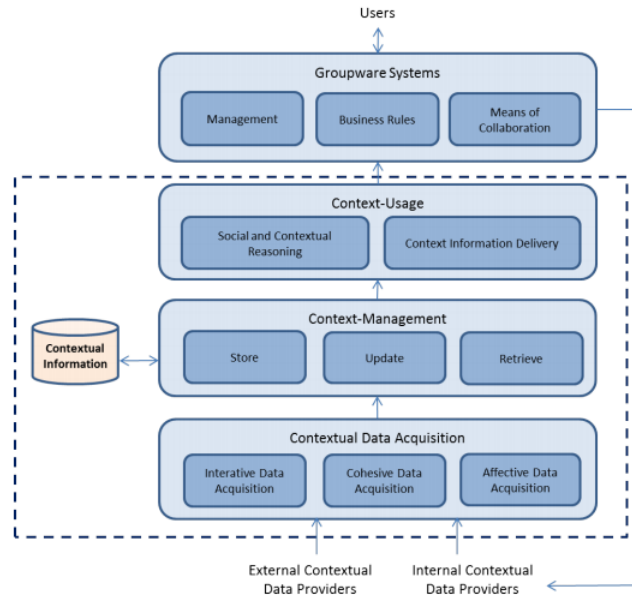 Users
Groupware Systems
Management
Business Rules
Means of
Collaboration
Context-Usage
Social and Contextual
Reasoning
Context Information Delivery
Context-Management
Contextual
Information
Store
Update
Retrieve
Contextual Data Acquisition
Interative Data
Acquisition
Cohesive Data
Acquisition
Affective Data
Acquisition
External Contextual
Data Providers
Internal Contextual
Data Providers